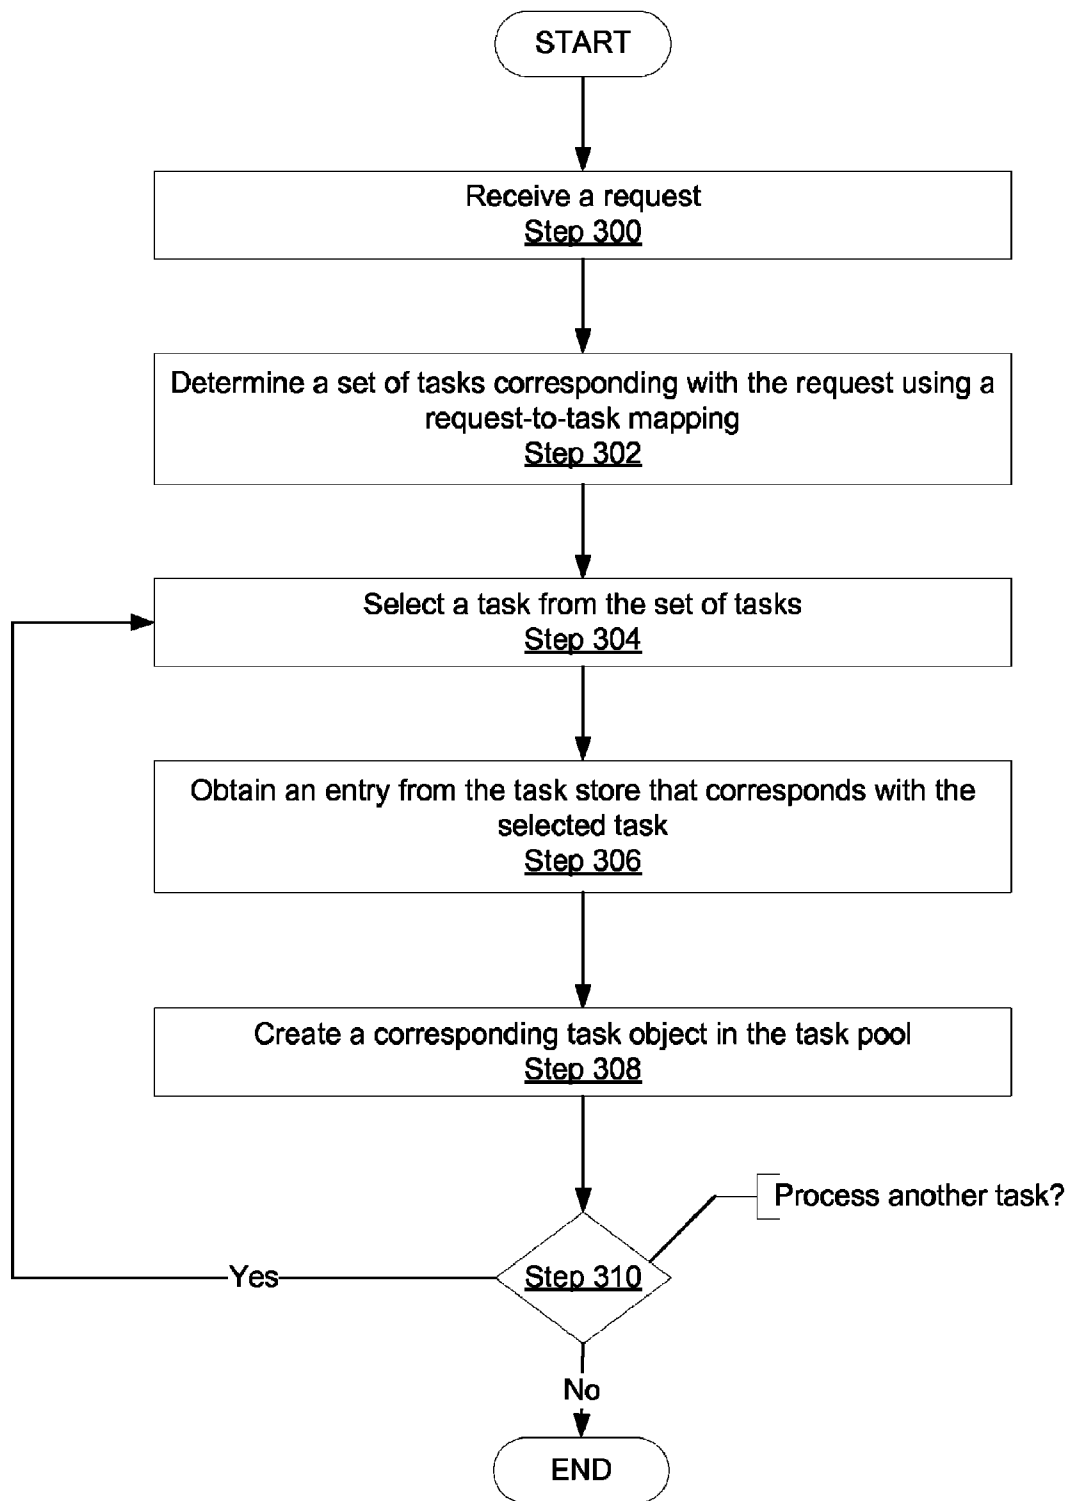 START
Receive a request
Step 300
Determine a set of tasks corresponding with the request using a
request-to-task mapping
Step 302
Select a task from the set of tasks
Step 304
Obtain an entry from the task store that corresponds with the
selected task
Step 306
Create a corresponding task object in the task pool
Step 308
Process another task?
Step 310
Yes
No
END